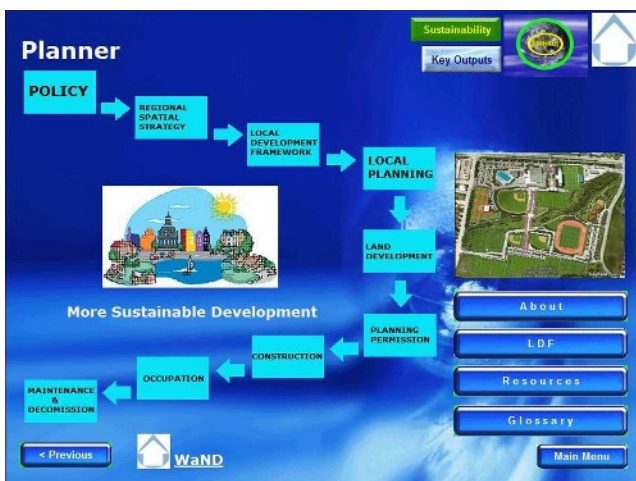 Planner
Sustainability
Key Outputs
POLICY
REGIONAL
SPATIAL
STRATEGY
LOCAL
DEVELOPMENT
FRAMEWORK
LOCAL
PLANNING
LAND
DEVELOPMENT
More Sustainable Development
PLANNING
PERMISSION
CONSTRUCTION
OCCUPATION
MAINTENANCE
&
DECOMISSION
About
LDF
Resources
Glossary
< Previous
WaND
Main Menu